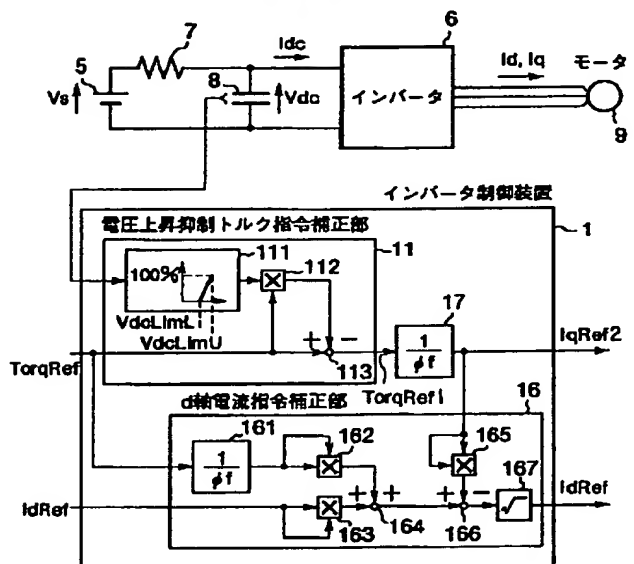 6
7
Idc
Id, Iq
モータ
5
8
Vs
Vdc
インバータ
9
インバータ制御装置
電圧上昇抑制トルク指令補正部
1
111
11
100%
112
17
VdcLimL
VdcLimU
1
φf
IqRef2
TorqRef
+
-
113
TorqRef1
d軸電流指令補正部
16
161
162
165
167
1
φf
+
+
+
-
√
IdRef
IdRef
163
164
166